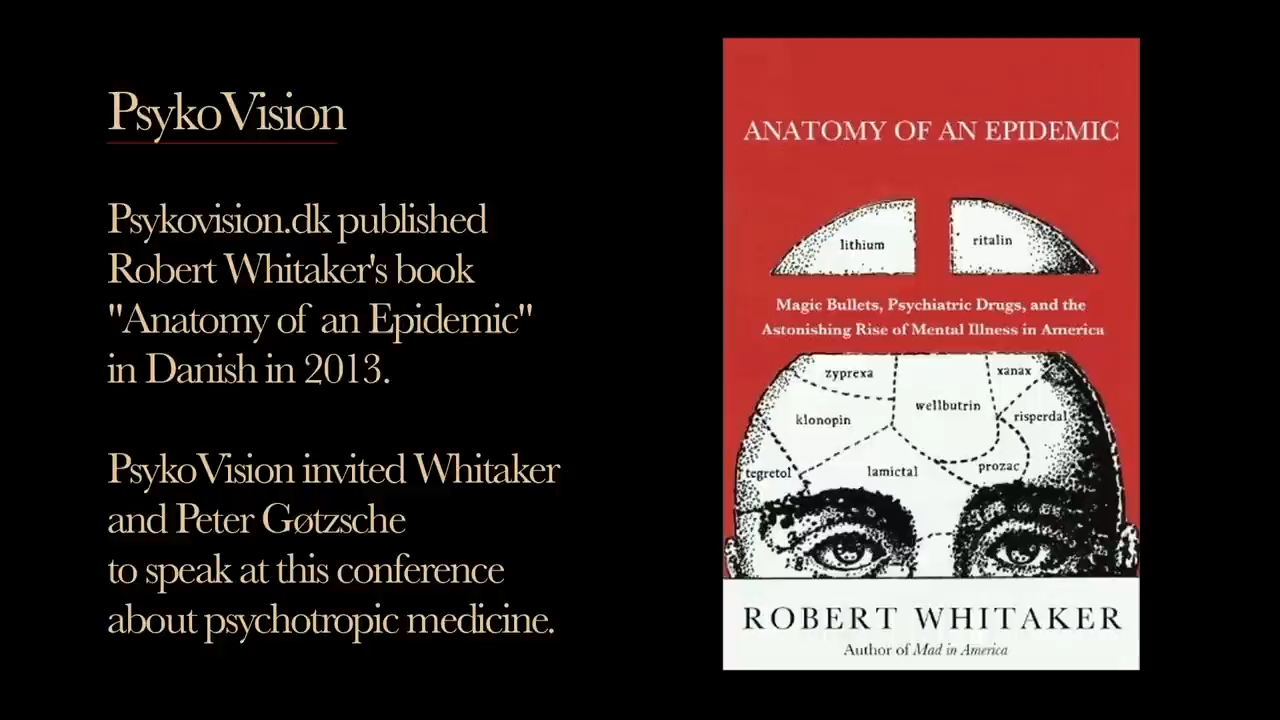 PsykoVision
Psykovision.dk published
Robert Whitaker's book
"Anatomy of an Epidemic"
in Danish in 2013.
PsykoVision invited Whitaker
and Peter Gøtzsche
to speak at this conference
about psychotropic medicine.
ANATOMY OF AN EPIDEMIC
lithium
ritalin
Magic Bullets, Psychiatric Drugs, and the
Astonishing Rise of Mental Illness in America
zyprexa
xanax
wellbutrin
klonopin
risperdal
tegretol
lamictal
prozac
ROBERT WHITAKER
Author of Mad in America